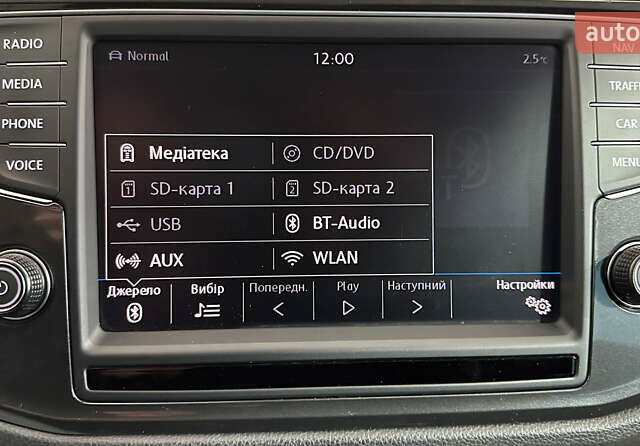 RADIO
MEDIA
PHONE
VOICE
Normal
12:00
2.5°C
Медіатека
CD/DVD
SD-карта 1
SD-карта 2
USB
BT-Audio
AUX
WLAN
Джерело
Вибір
Попередн.
Play
Наступний
Настройки
auto
NAV
TRAFF
CAR
MENU